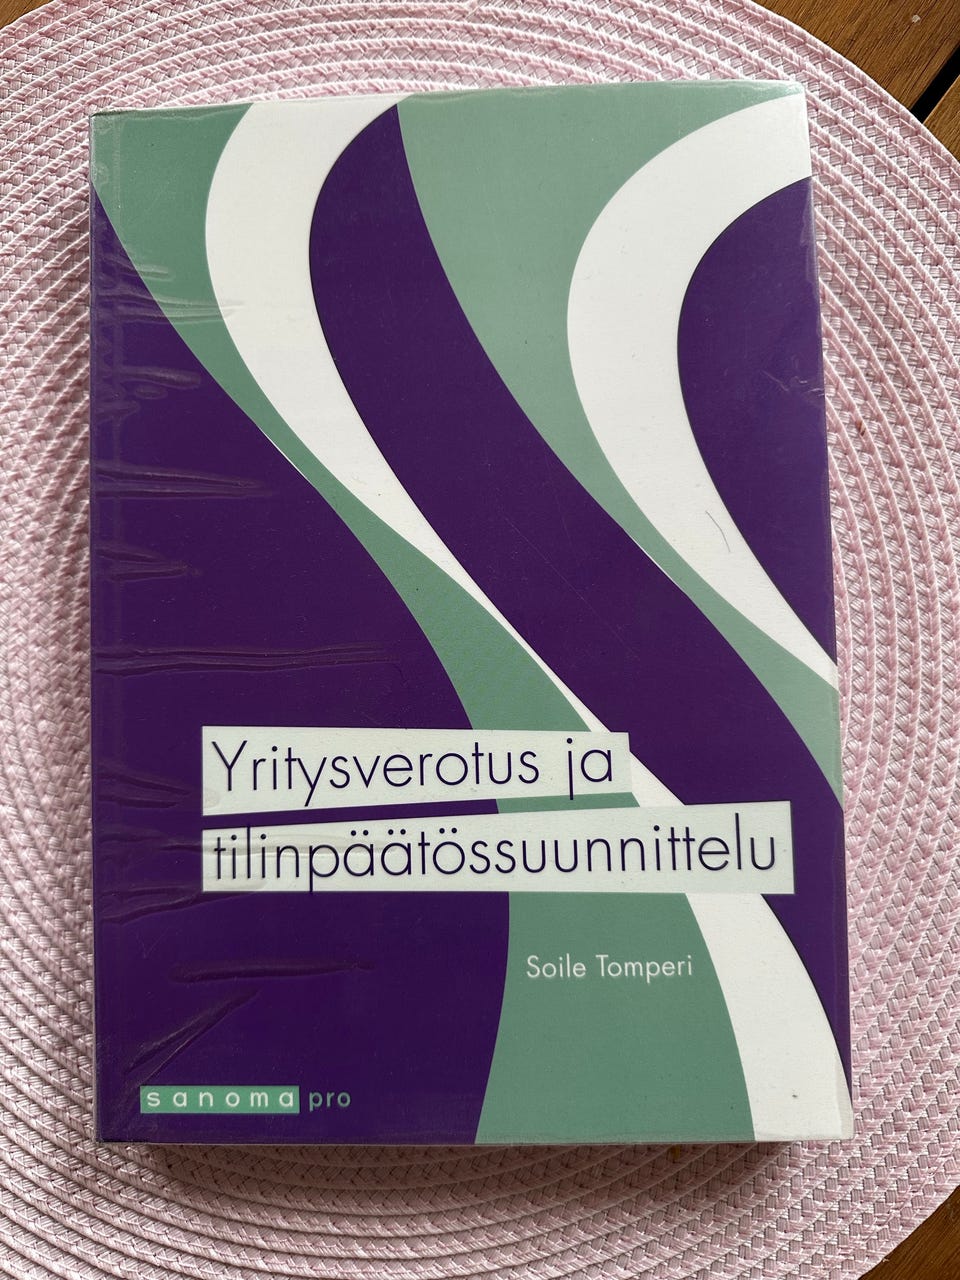 Yritysverotus ja
tilinpäätössuunnittelu
Soile Tomperi
sanoma pro